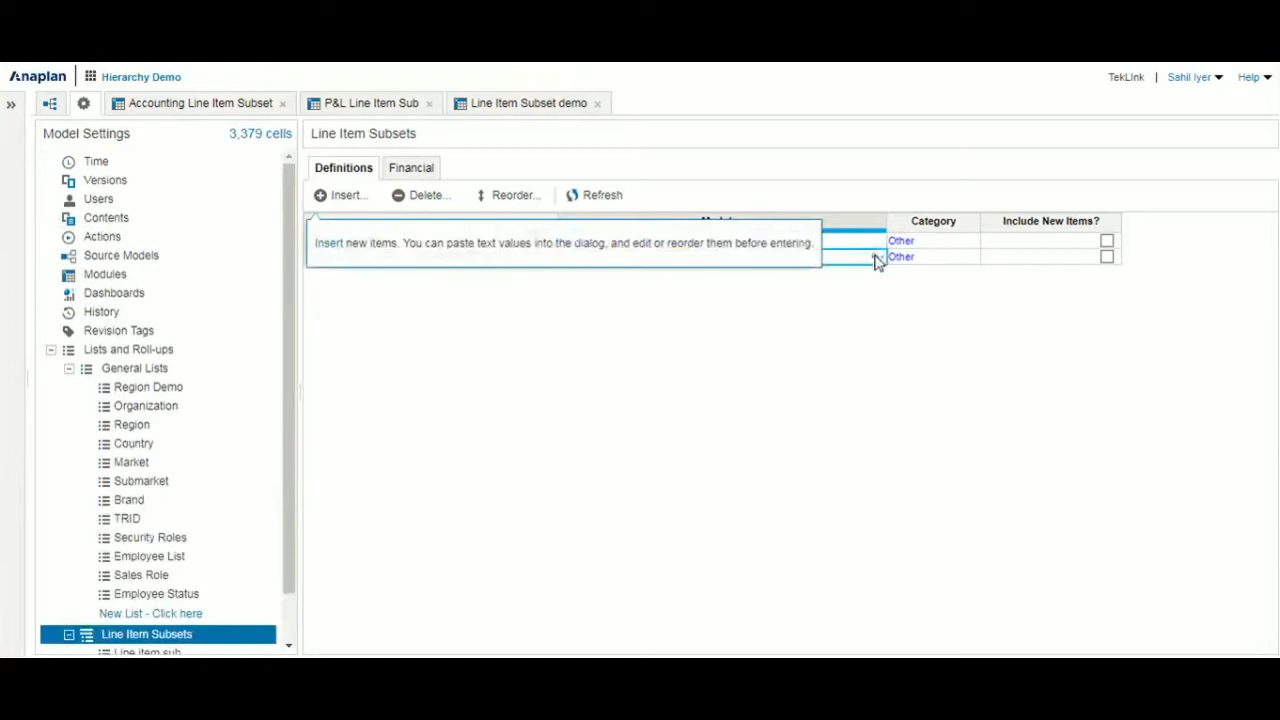 Anaplan Hierarchy Demo TekLink Sahil Iyer Help
Accounting Line Item Subset P&L Line Item Sub Line Item Subset demo
Model Settings 3,379 cells
Time
Versions
Users
Contents
Actions
Source Models
Modules
Dashboards
History
Revision Tags
Lists and Roll-ups
General Lists
Region Demo
Organization
Region
Country
Market
Submarket
Brand
TRID
Security Roles
Employee List
Sales Role
Employee Status
New List - Click here
Line Item Subsets
Line item sub
Line Item Subsets
Definitions Financial
Insert... Delete... Reorder... Refresh
Category Include New Items?
Insert new items. You can paste text values into the dialog, and edit or reorder them before entering.
Other
Other